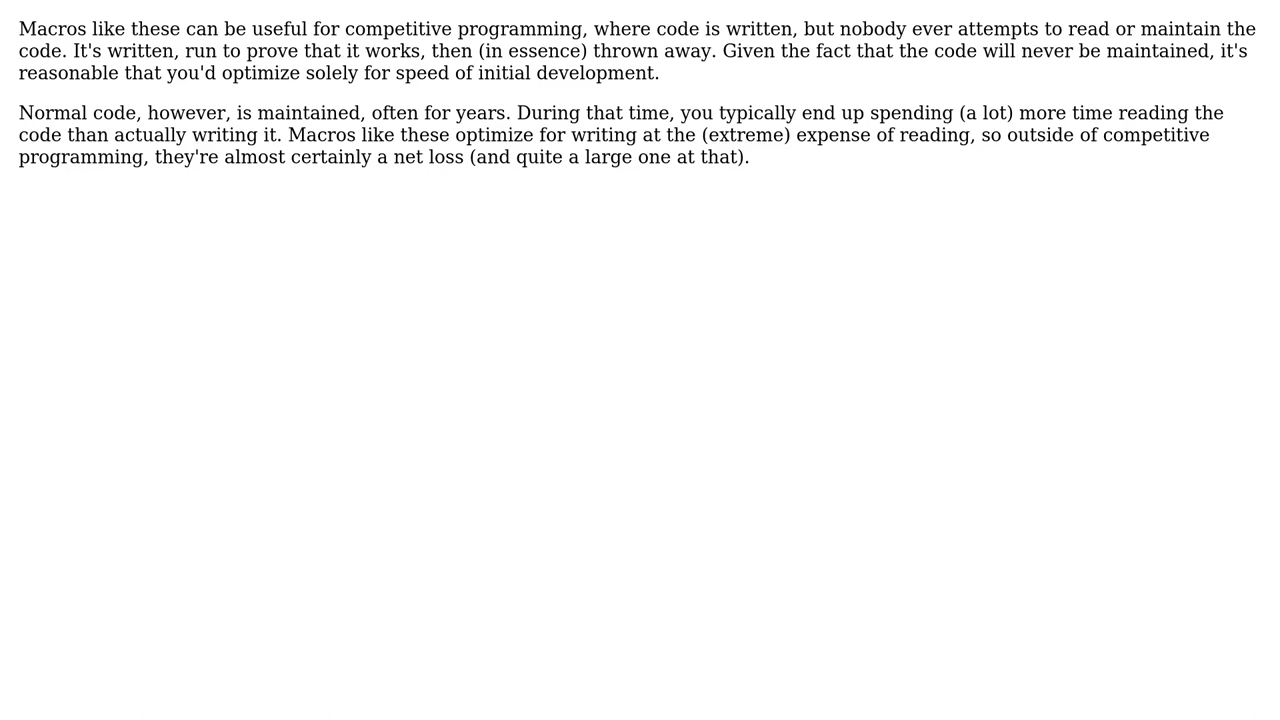 Macros like these can be useful for competitive programming, where code is written, but nobody ever attempts to read or maintain the
code. It's written, run to prove that it works, then (in essence) thrown away. Given the fact that the code will never be maintained, it's
reasonable that you'd optimize solely for speed of initial development.
Normal code, however, is maintained, often for years. During that time, you typically end up spending (a lot) more time reading the
code than actually writing it. Macros like these optimize for writing at the (extreme) expense of reading, so outside of competitive
programming, they're almost certainly a net loss (and quite a large one at that).